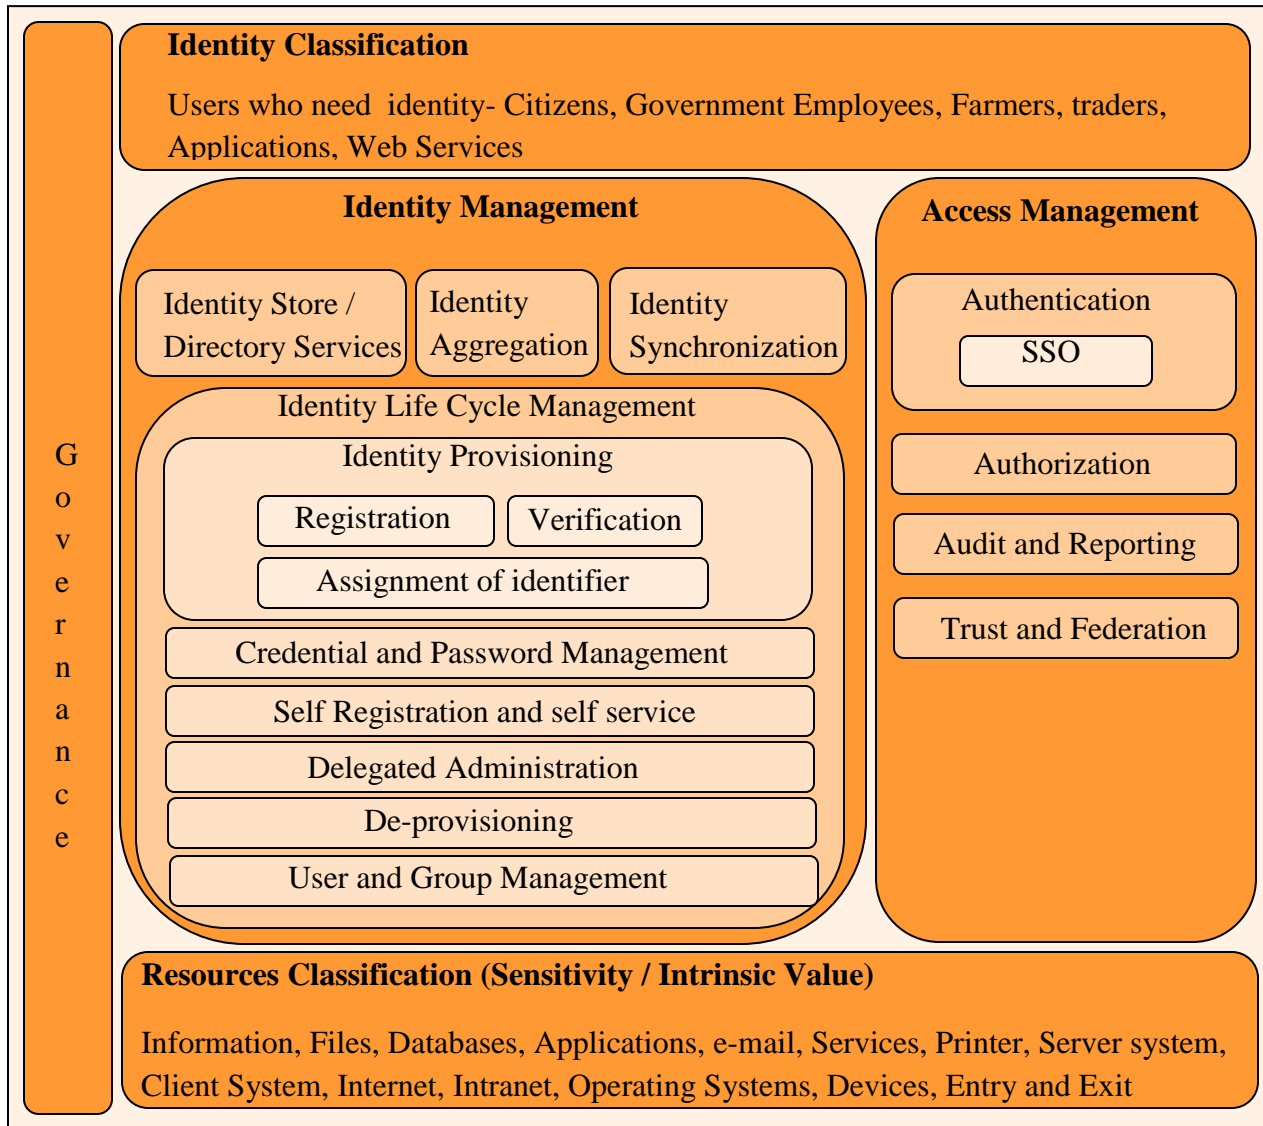 G
o
v
e
r
n
a
n
c
e
Identity Classification
Users who need identity- Citizens, Government Employees, Farmers, traders,
Applications, Web Services
Identity Management
Identity Store /
Directory Services
Identity
Aggregation
Identity
Synchronization
Identity Life Cycle Management
Identity Provisioning
Registration
Verification
Assignment of identifier
Credential and Password Management
Self Registration and self service
Delegated Administration
De-provisioning
User and Group Management
Access Management
Authentication
SSO
Authorization
Audit and Reporting
Trust and Federation
Resources Classification (Sensitivity / Intrinsic Value)
Information, Files, Databases, Applications, e-mail, Services, Printer, Server system,
Client System, Internet, Intranet, Operating Systems, Devices, Entry and Exit